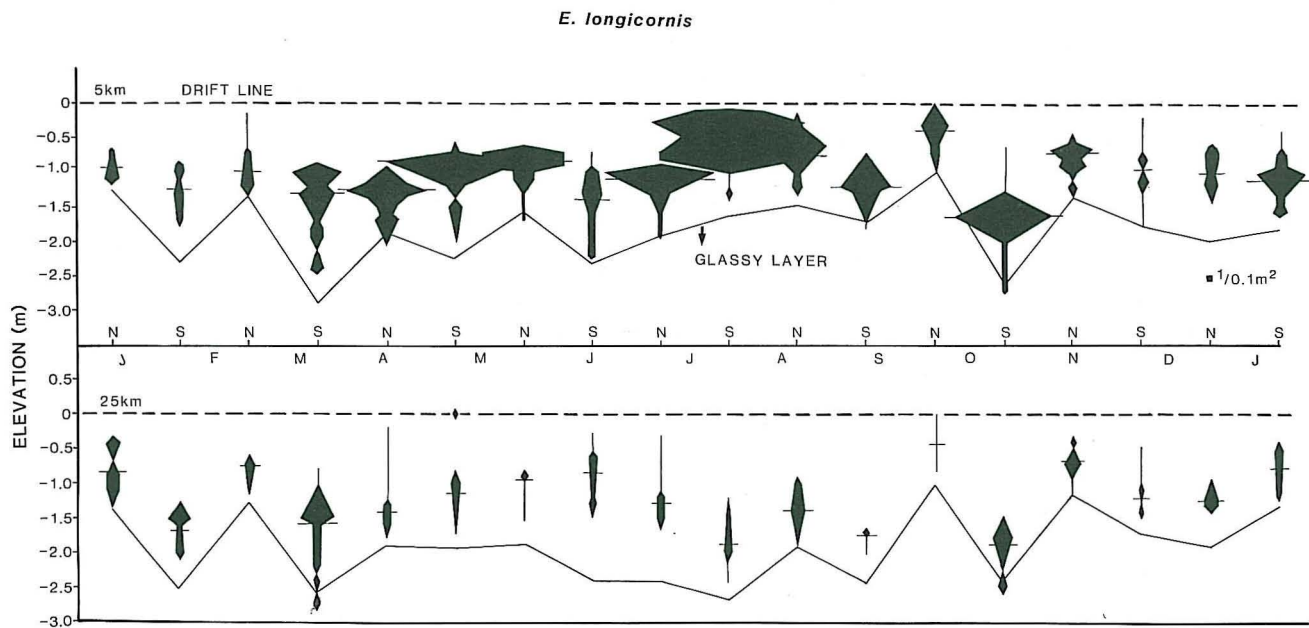 E. longicornis
5km DRIFT LINE
0
−0.5
−1.0
−1.5
−2.0
−2.5
−3.0
GLASSY LAYER
1/0.1m²
N S N S N S N S N S N S N S N S N S
J F M A M J J A S O N D J
ELEVATION (m)
0.5
25km
0
−0.5
−1.0
−1.5
−2.0
−2.5
−3.0